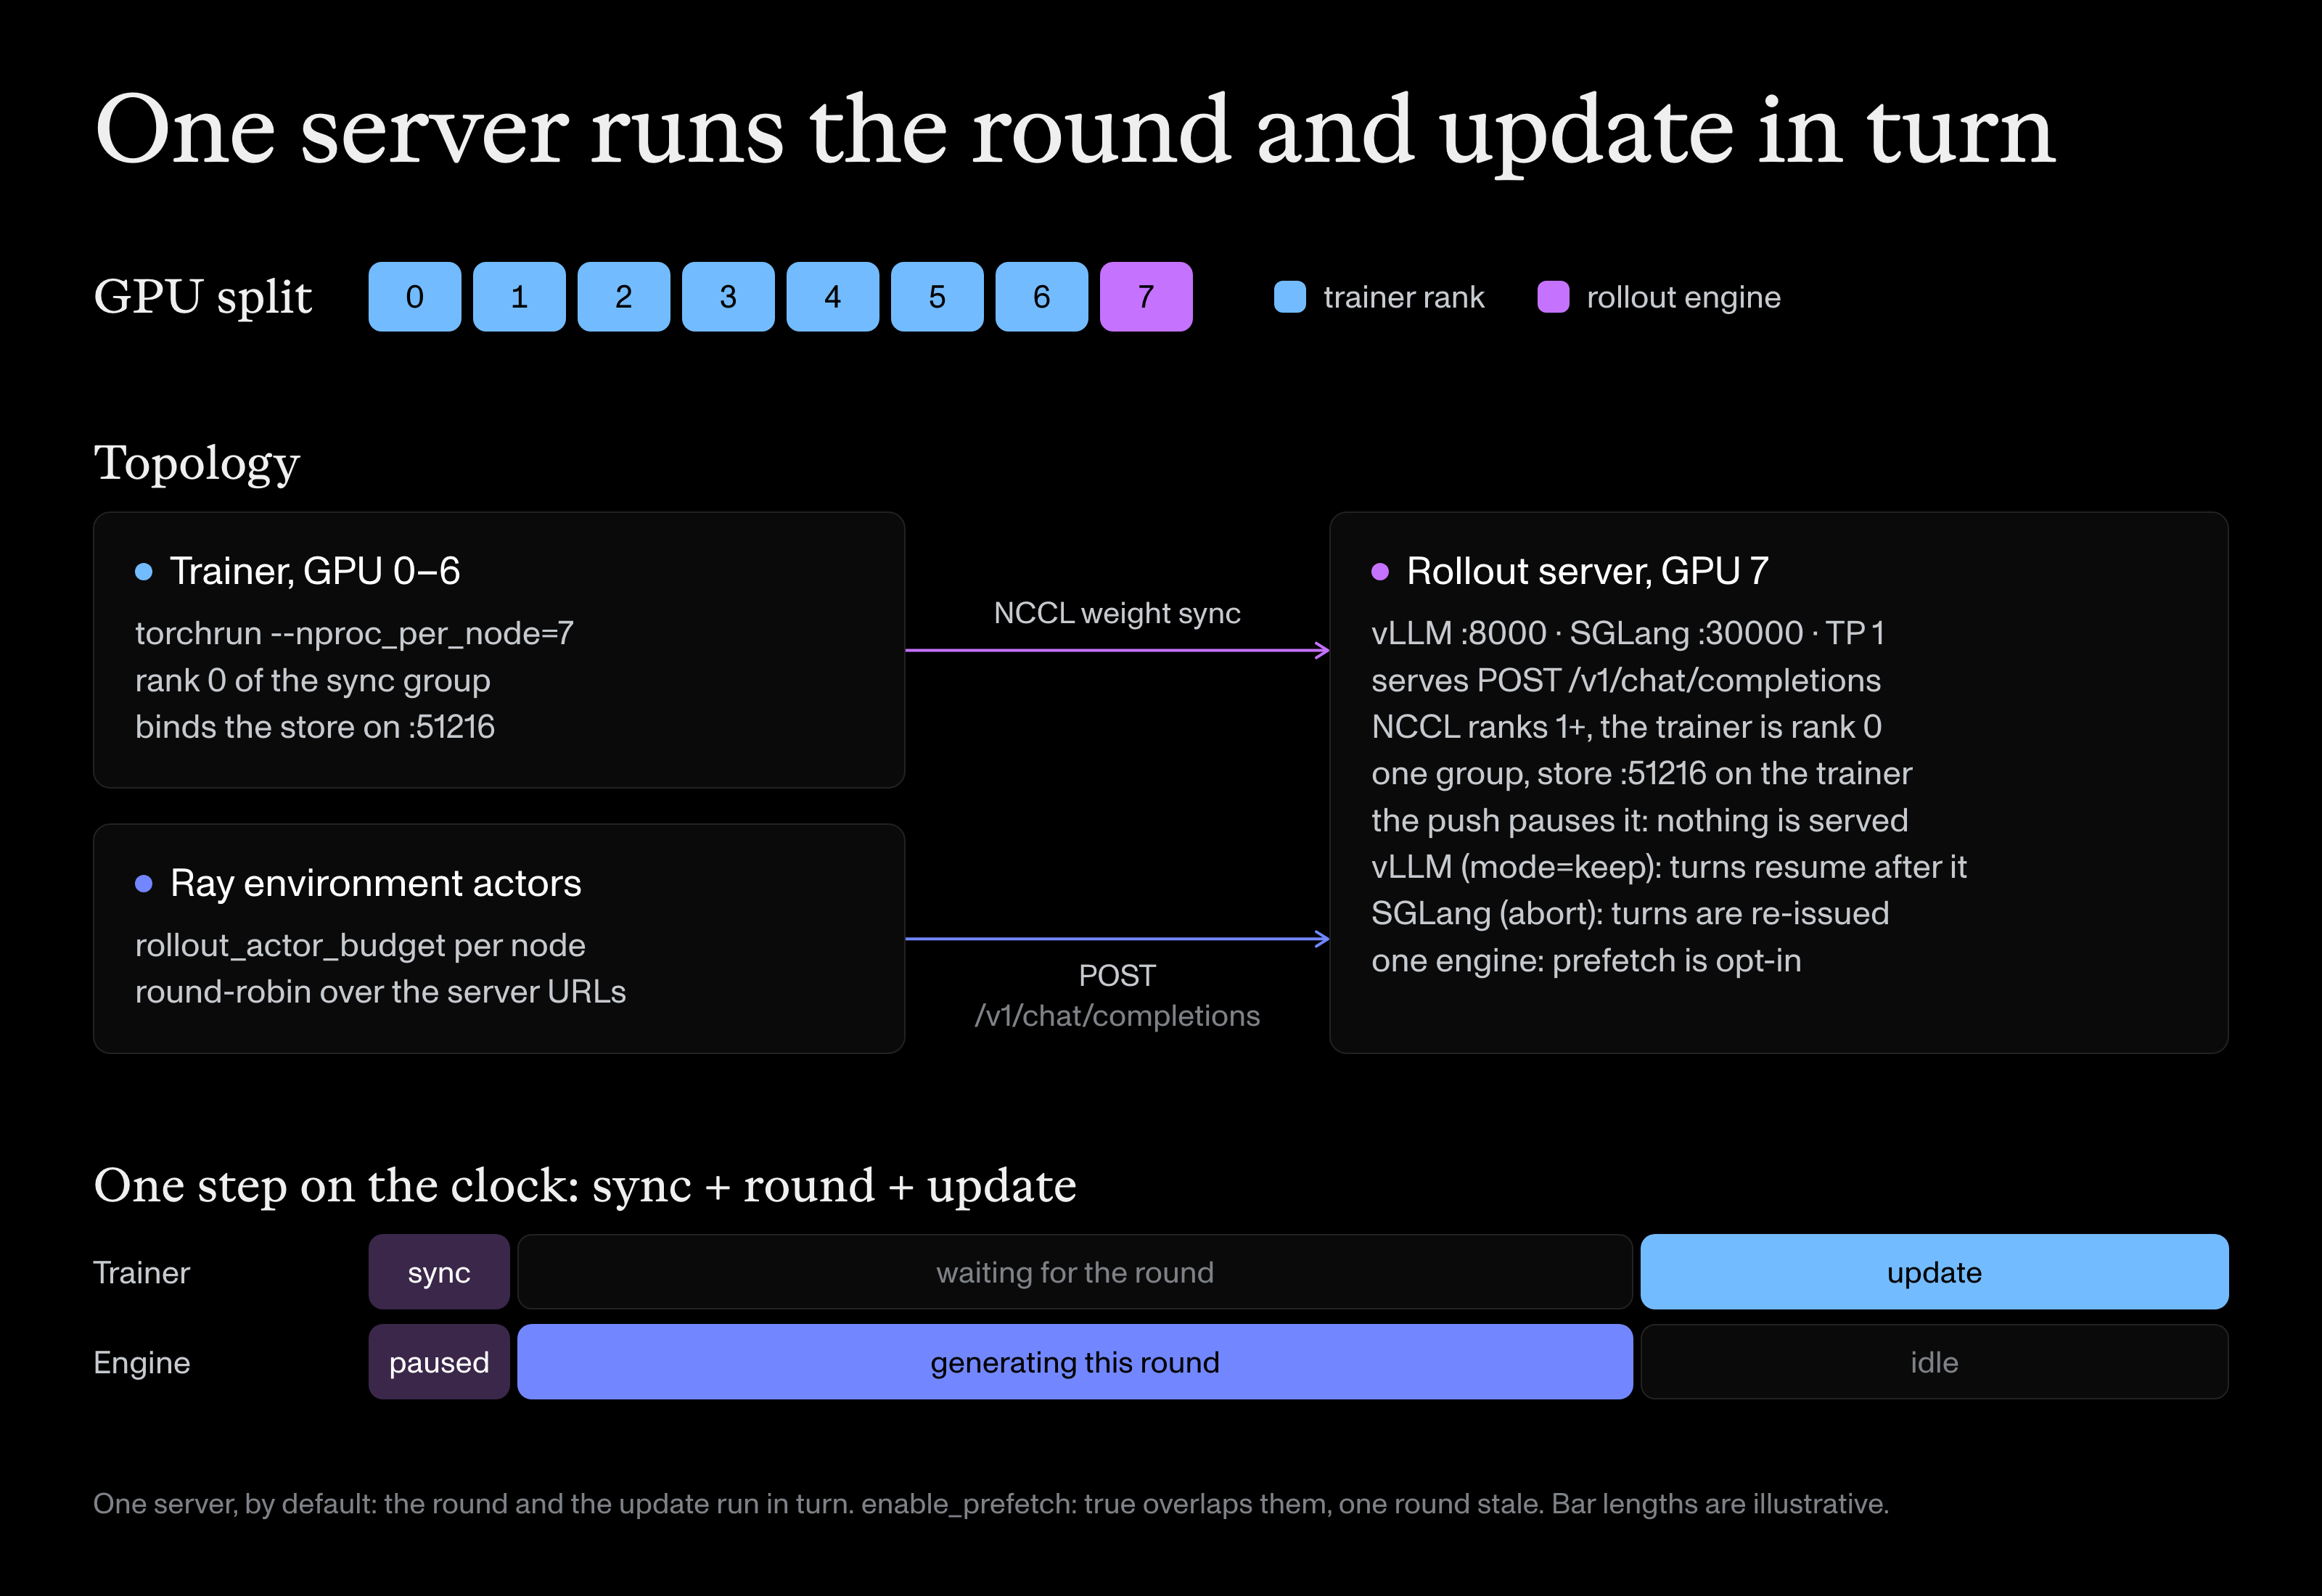 One server runs the round and update in turn
GPU split
0 1 2 3 4 5 6 7
trainer rank
rollout engine
Topology
Trainer, GPU 0–6
torchrun --nproc_per_node=7
rank 0 of the sync group
binds the store on :51216
NCCL weight sync
Ray environment actors
rollout_actor_budget per node
round-robin over the server URLs
POST
/v1/chat/completions
Rollout server, GPU 7
vLLM :8000 · SGLang :30000 · TP 1
serves POST /v1/chat/completions
NCCL ranks 1+, the trainer is rank 0
one group, store :51216 on the trainer
the push pauses it: nothing is served
vLLM (mode=keep): turns resume after it
SGLang (abort): turns are re-issued
one engine: prefetch is opt-in
One step on the clock: sync + round + update
Trainer
sync
waiting for the round
update
Engine
paused
generating this round
idle
One server, by default: the round and the update run in turn. enable_prefetch: true overlaps them, one round stale. Bar lengths are illustrative.